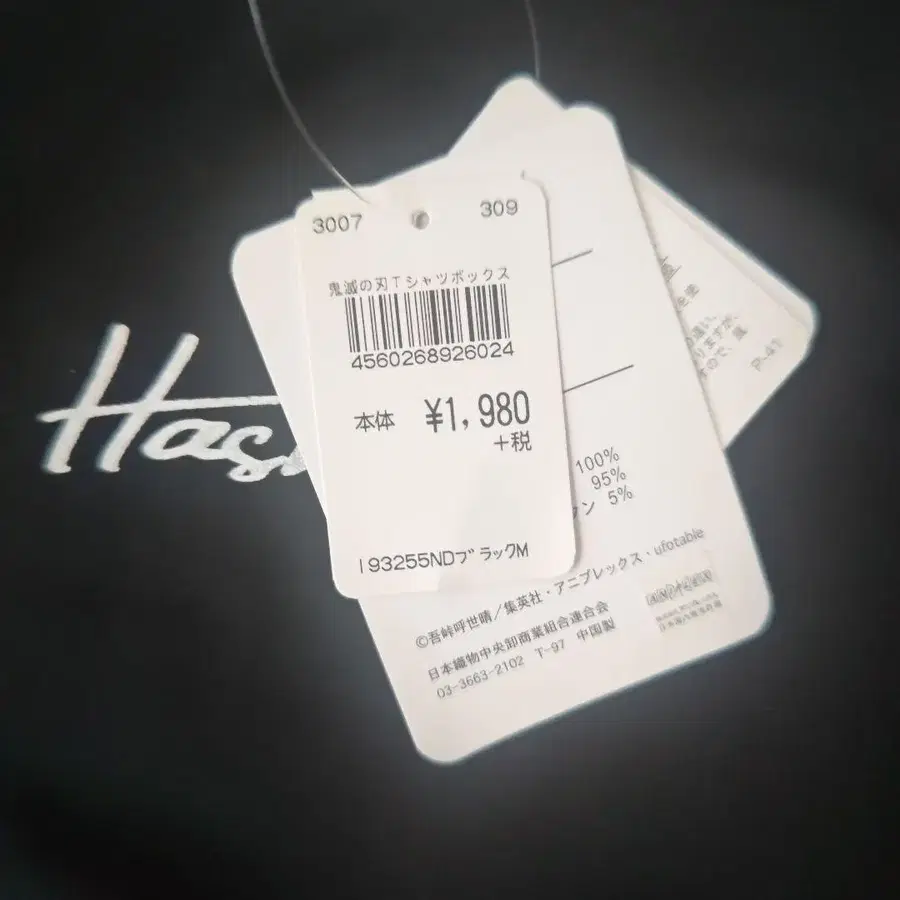 3007 309
鬼滅の刃Tシャツボックス
4560268926024
本体 ¥1,980
+税
193255NDブラックM
100%
95%
ン 5%
©吾峠呼世晴/集英社・アニプレックス・ufotable
日本織物中央卸商業組合連合会
03-3663-2102 T-97 中国製
P-41